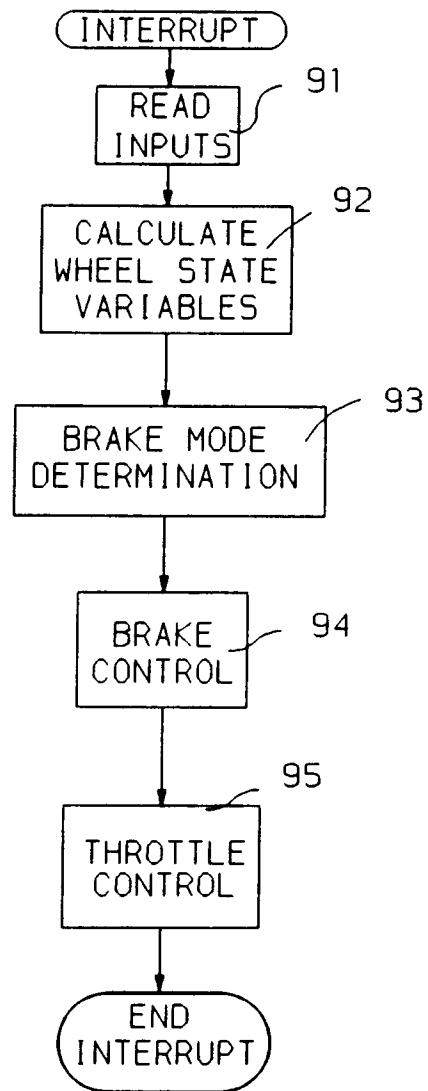 INTERRUPT
91
READ
INPUTS
92
CALCULATE
WHEEL STATE
VARIABLES
93
BRAKE MODE
DETERMINATION
94
BRAKE
CONTROL
95
THROTTLE
CONTROL
END
INTERRUPT